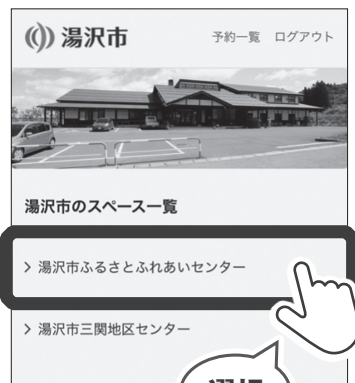 湯沢市
予約一覧 ログアウト
湯沢市のスペース一覧
> 湯沢市ふるさとふれあいセンター
> 湯沢市三関地区センター
選択